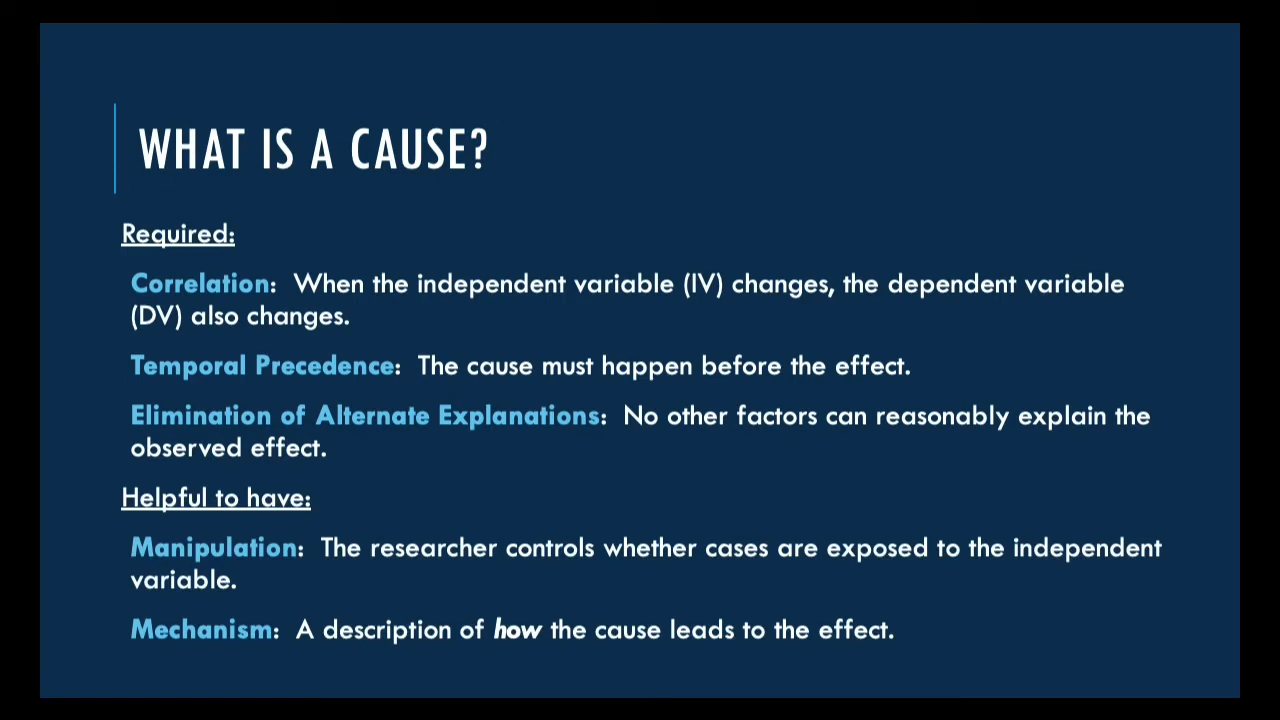 WHAT IS A CAUSE?
Required:
Correlation: When the independent variable (IV) changes, the dependent variable
(DV) also changes.
Temporal Precedence: The cause must happen before the effect.
Elimination of Alternate Explanations: No other factors can reasonably explain the
observed effect.
Helpful to have:
Manipulation: The researcher controls whether cases are exposed to the independent
variable.
Mechanism: A description of how the cause leads to the effect.